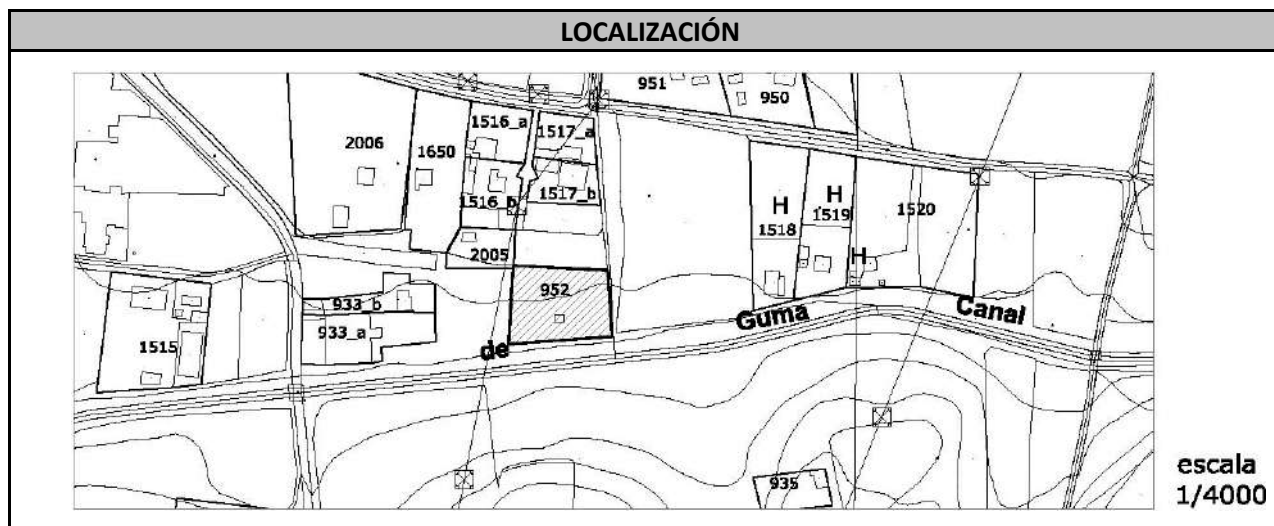 LOCALIZACIÓN
951
950
2006
1650
1516_a
1517_a
1516_b
1517_b
H
1518
H
1519
1520
H
2005
952
933_b
933_a
1515
de
Guma
Canal
935
escala
1/4000